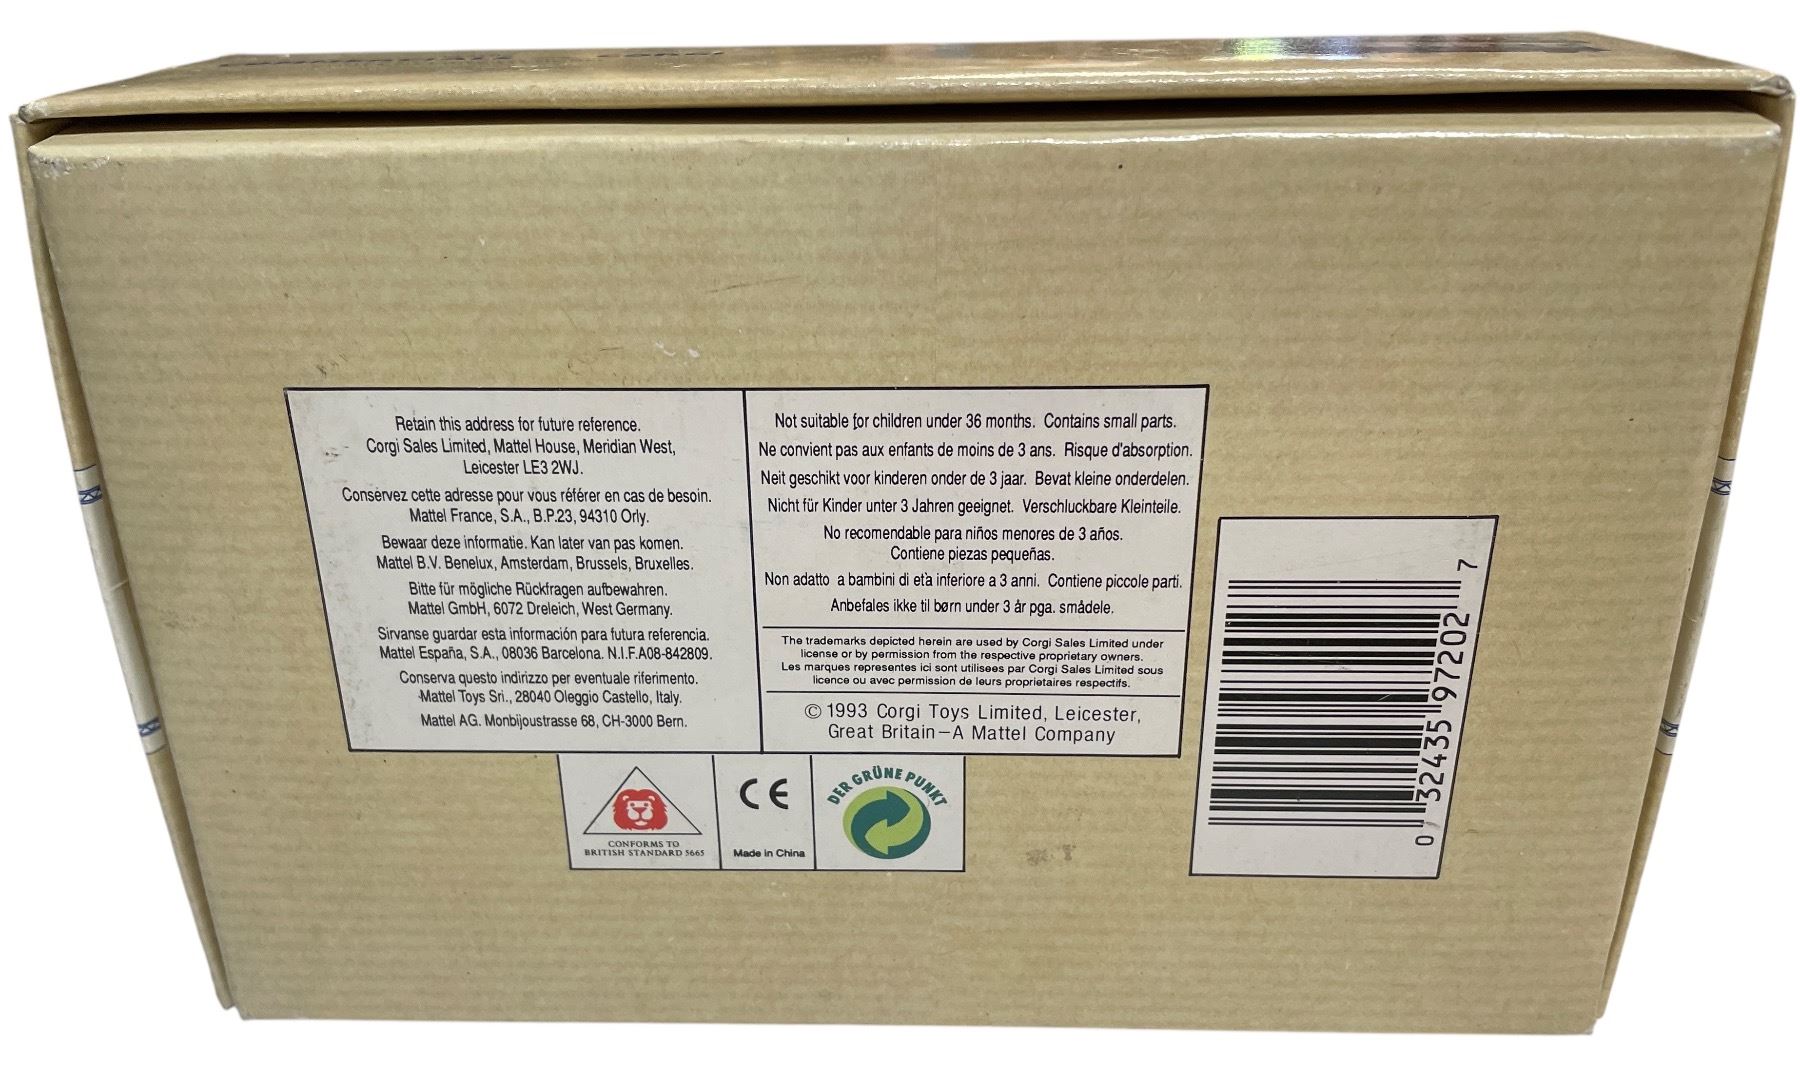 Retain this address for future reference.
Corgi Sales Limited, Mattel House, Meridian West,
Leicester LE3 2WJ.
Conservez cette adresse pour vous référer en cas de besoin.
Mattel France, S.A., B.P.23, 94310 Orly.
Bewaar deze informatie. Kan later van pas komen.
Mattel B.V. Benelux, Amsterdam, Brussels, Bruxelles.
Bitte für mögliche Rückfragen aufbewahren.
Mattel GmbH, 6072 Dreleich, West Germany.
Sirvanse guardar esta información para futura referencia.
Mattel España, S.A., 08036 Barcelona. N.I.F.A08-842809.
Conserva questo indirizzo per eventuale riferimento.
Mattel Toys Srl., 28040 Oleggio Castello, Italy.
Mattel AG. Monbijoustrasse 68, CH-3000 Bern.
Not suitable for children under 36 months. Contains small parts.
Ne convient pas aux enfants de moins de 3 ans. Risque d'absorption.
Neit geschikt voor kinderen onder de 3 jaar. Bevat kleine onderdelen.
Nicht für Kinder unter 3 Jahren geeignet. Verschluckbare Kleinteile.
No recomendable para niños menores de 3 años.
Contiene piezas pequeñas.
Non adatto a bambini di età inferiore a 3 anni. Contiene piccole parti.
Anbefales ikke til børn under 3 år pga. smådele.
The trademarks depicted herein are used by Corgi Sales Limited under
license or by permission from the respective proprietary owners.
Les marques representes ici sont utilisees par Corgi Sales Limited sous
licence ou avec permission de leurs proprietaires respectifs.
© 1993 Corgi Toys Limited, Leicester,
Great Britain—A Mattel Company
CONFORMS TO
BRITISH STANDARD 5665
CE
Made in China
DER GRÜNE PUNKT
0 32435 97202 7